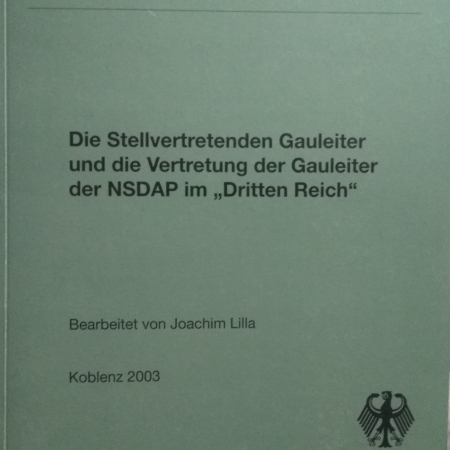 Die Stellvertretenden Gauleiter
und die Vertretung der Gauleiter
der NSDAP im „Dritten Reich“
Bearbeitet von Joachim Lilla
Koblenz 2003